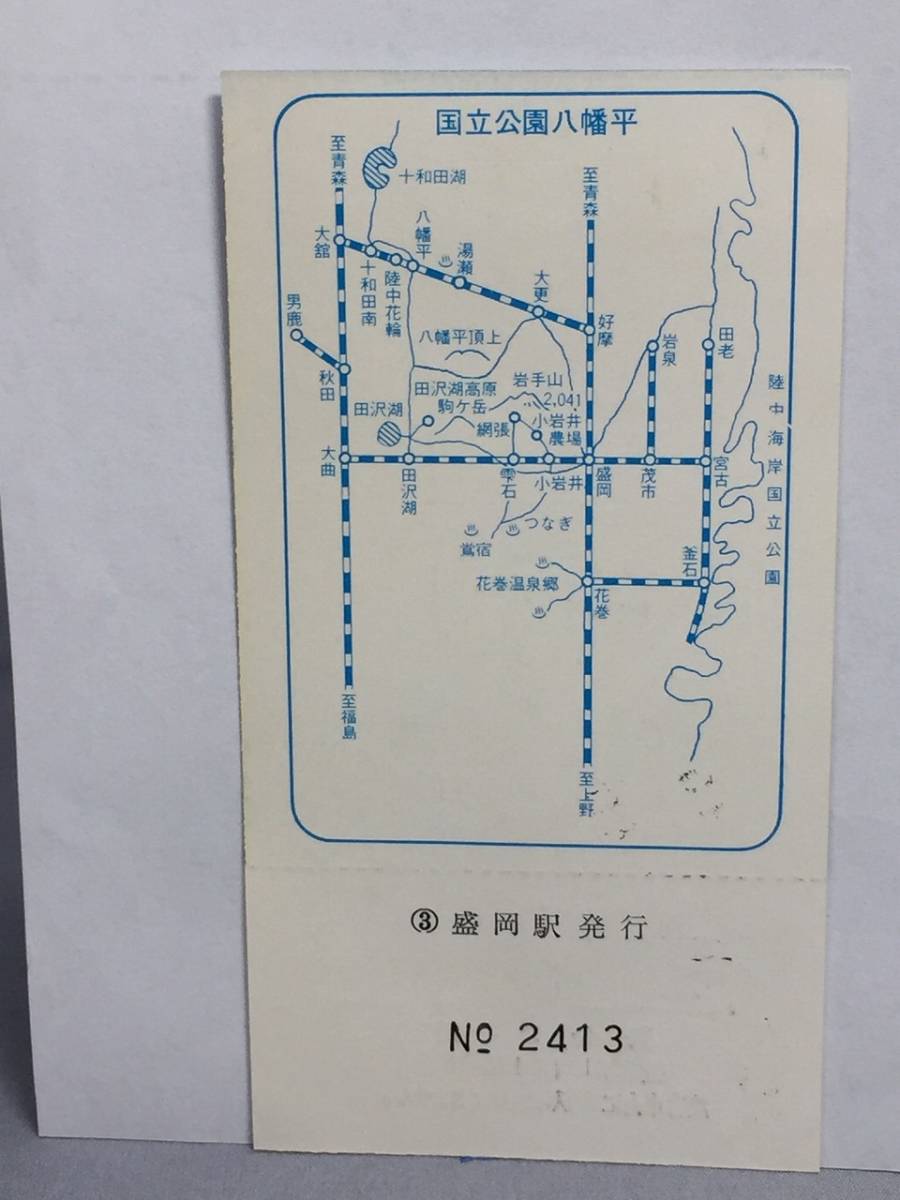 国立公園八幡平
至青森
十和田湖
至青森
八幡平
湯瀬
大舘
十和田南
陸中花輪
大更
男鹿
好摩
岩泉
田老
八幡平頂上
秋田
田沢湖高原
岩手山
2,041
駒ケ岳
田沢湖
網張
小岩井
農場
陸中海岸国立公園
大曲
田沢湖
雫石
小岩井
盛岡
茂市
宮古
つなぎ
鴬宿
釜石
花巻温泉郷
花巻
至福島
至上野
③ 盛岡駅発行
№ 2413